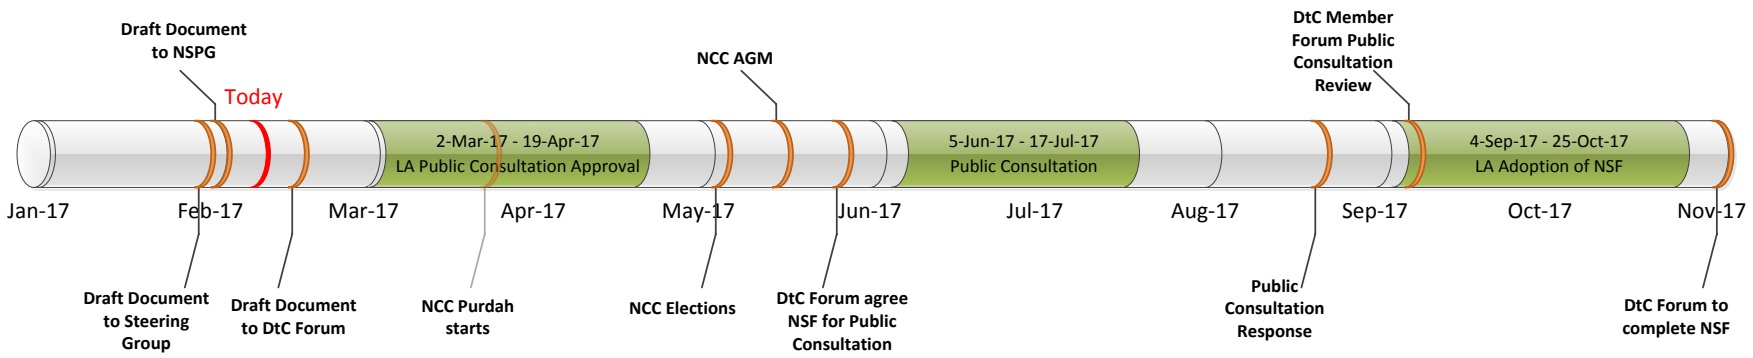 Draft Document
to NSPG
Today
NCC AGM
DtC Member
Forum Public
Consultation
Review
2-Mar-17 - 19-Apr-17
LA Public Consultation Approval
5-Jun-17 - 17-Jul-17
Public Consultation
4-Sep-17 - 25-Oct-17
LA Adoption of NSF
Jan-17
Feb-17
Mar-17
Apr-17
May-17
Jun-17
Jul-17
Aug-17
Sep-17
Oct-17
Nov-17
Draft Document
to Steering
Group
Draft Document
to DtC Forum
NCC Purdah
starts
NCC Elections
DtC Forum agree
NSF for Public
Consultation
Public
Consultation
Response
DtC Forum to
complete NSF